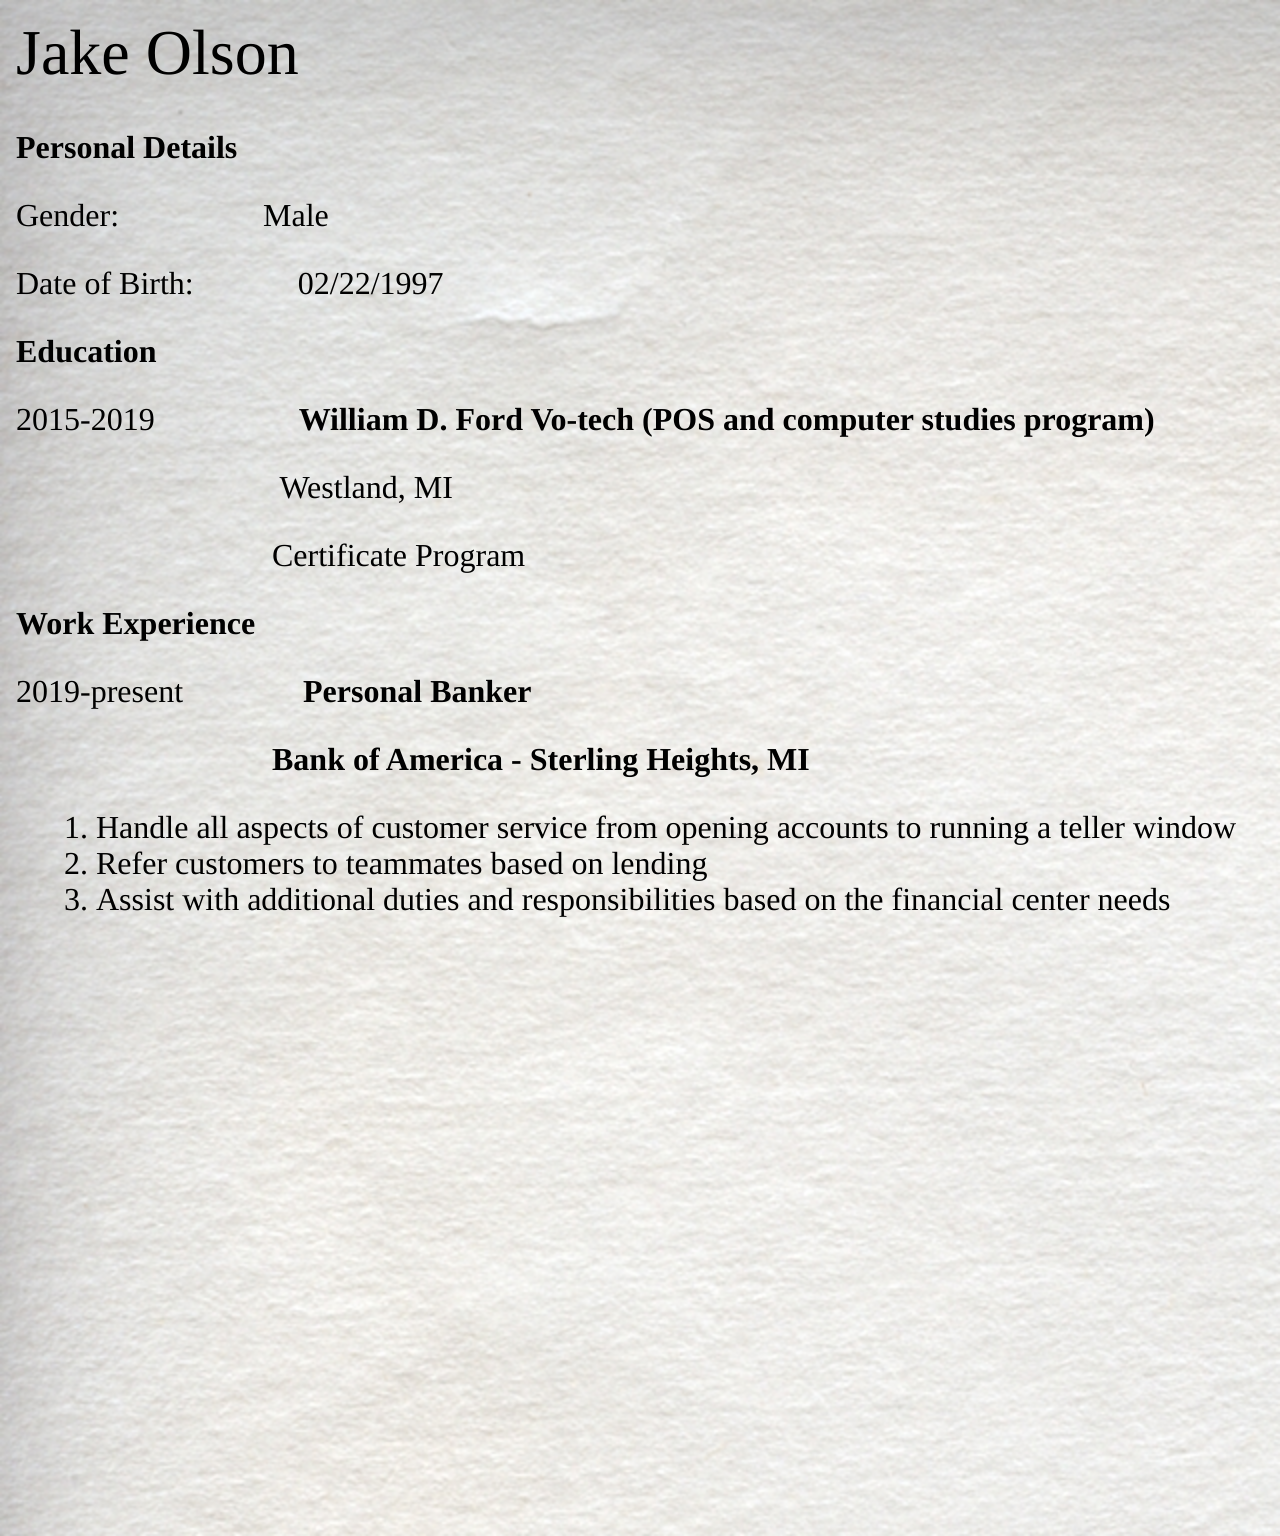 Jake Olson
Personal Details
Gender: Male
Date of Birth: 02/22/1997
Education
2015-2019 William D. Ford Vo-tech (POS and computer studies program)
Westland, MI
Certificate Program
Work Experience
2019-present Personal Banker
Bank of America - Sterling Heights, MI
1. Handle all aspects of customer service from opening accounts to running a teller window
2. Refer customers to teammates based on lending
3. Assist with additional duties and responsibilities based on the financial center needs